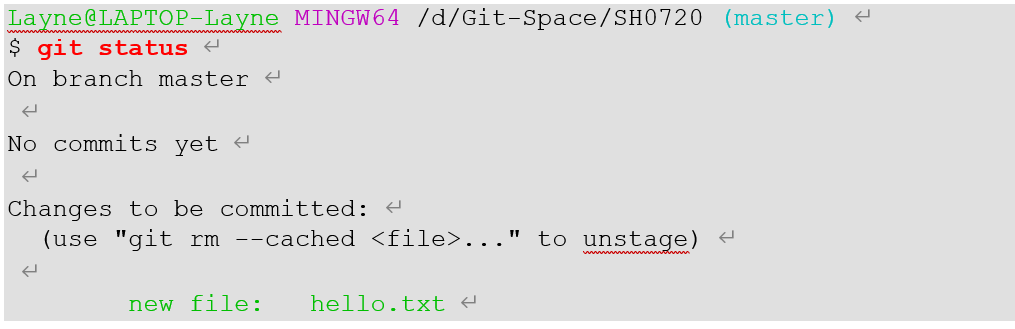 Layne@LAPTOP-Layne MINGW64 /d/Git-Space/SH0720 (master)
$ git status
On branch master
No commits yet
Changes to be committed:
(use "git rm --cached <file>..." to unstage)
new file: hello.txt